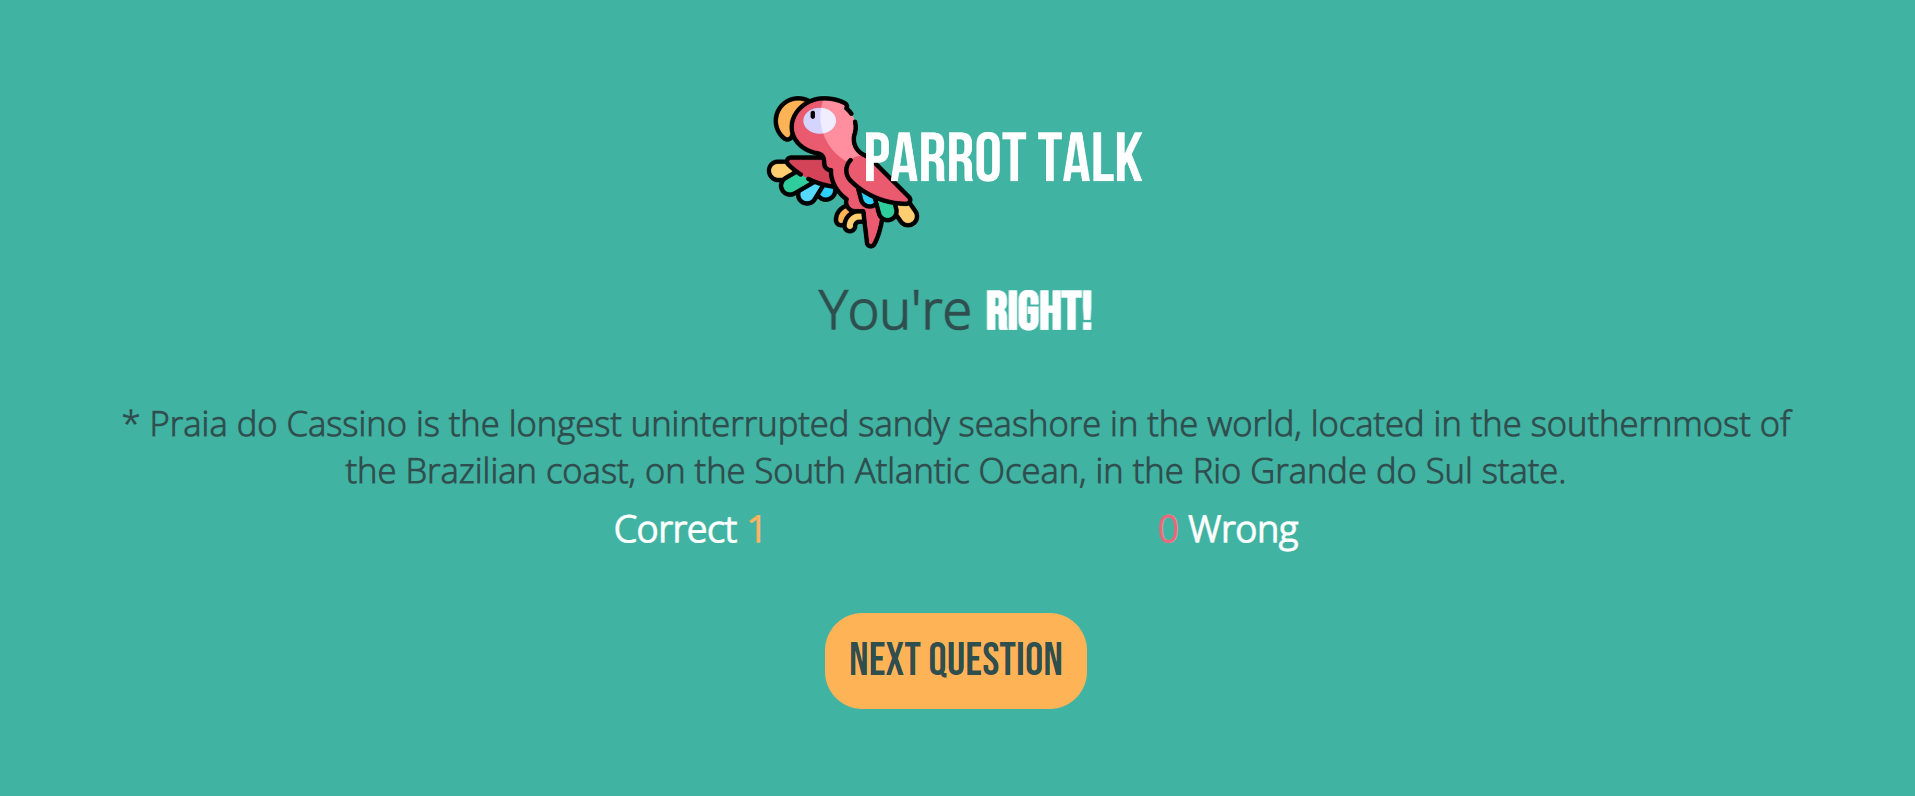 PARROT TALK
You're RIGHT!
* Praia do Cassino is the longest uninterrupted sandy seashore in the world, located in the southernmost of
the Brazilian coast, on the South Atlantic Ocean, in the Rio Grande do Sul state.
Correct 1 0 Wrong
NEXT QUESTION